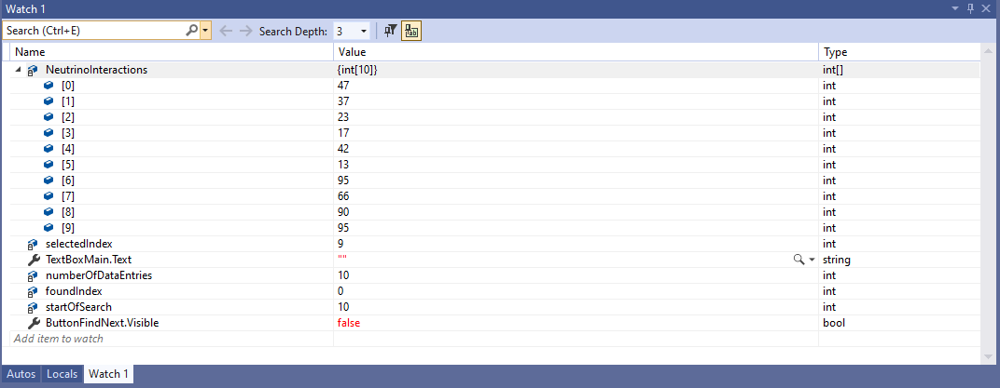 Watch 1
Search (Ctrl+E) Search Depth: 3
Name Value Type
NeutrinoInteractions {int[10]} int[]
[0] 47 int
[1] 37 int
[2] 23 int
[3] 17 int
[4] 42 int
[5] 13 int
[6] 95 int
[7] 66 int
[8] 90 int
[9] 95 int
selectedIndex 9 int
TextBoxMain.Text "" string
numberOfDataEntries 10 int
foundIndex 0 int
startOfSearch 10 int
ButtonFindNext.Visible false bool
Add item to watch
Autos Locals Watch 1